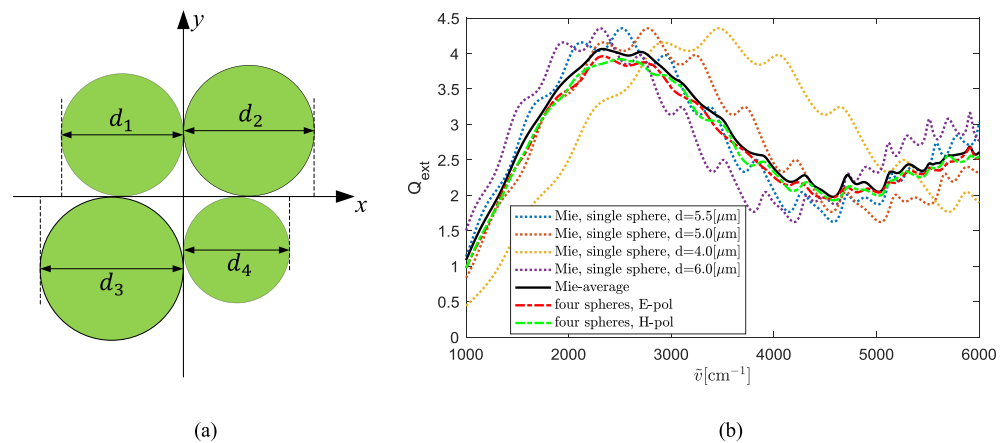 y
x
d₁
d₂
d₃
d₄
(a)
4.5
4
3.5
3
2.5
2
1.5
1
0.5
0
Q_ext
Mie, single sphere, d=5.5[μm]
Mie, single sphere, d=5.0[μm]
Mie, single sphere, d=4.0[μm]
Mie, single sphere, d=6.0[μm]
Mie-average
four spheres, E-pol
four spheres, H-pol
1000 2000 3000 4000 5000 6000
ṽ[cm⁻¹]
(b)